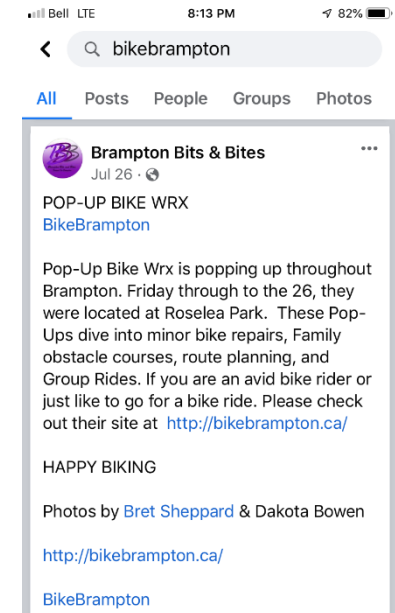 Bell LTE 8:13 PM 82%
bikebrampton
All Posts People Groups Photos
TBB
Brampton Bits & Bites
Jul 26 ·
POP-UP BIKE WRX
BikeBrampton
Pop-Up Bike Wrx is popping up throughout
Brampton. Friday through to the 26, they
were located at Roselea Park.  These Pop-
Ups dive into minor bike repairs, Family
obstacle courses, route planning, and
Group Rides. If you are an avid bike rider or
just like to go for a bike ride. Please check
out their site at  http://bikebrampton.ca/
HAPPY BIKING
Photos by Bret Sheppard & Dakota Bowen
http://bikebrampton.ca/
BikeBrampton